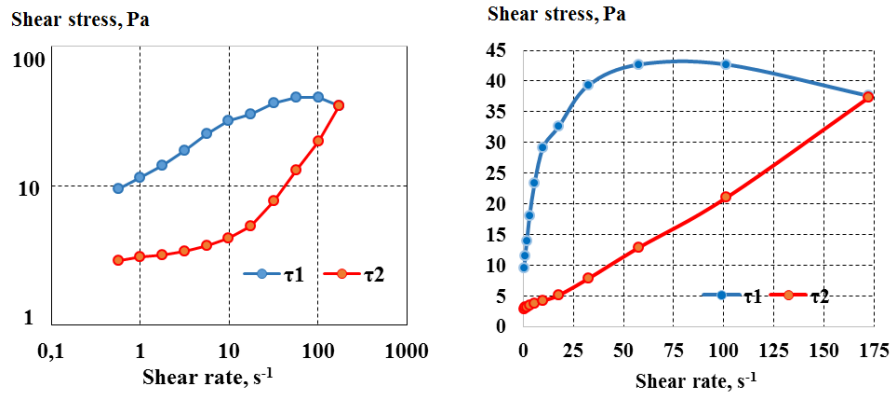 Shear stress, Pa
100
10
1
τ1 τ2
0,1 1 10 100 1000
Shear rate, s-1
Shear stress, Pa
45
40
35
30
25
20
15
10
5
0
τ1 τ2
0 25 50 75 100 125 150 175
Shear rate, s-1